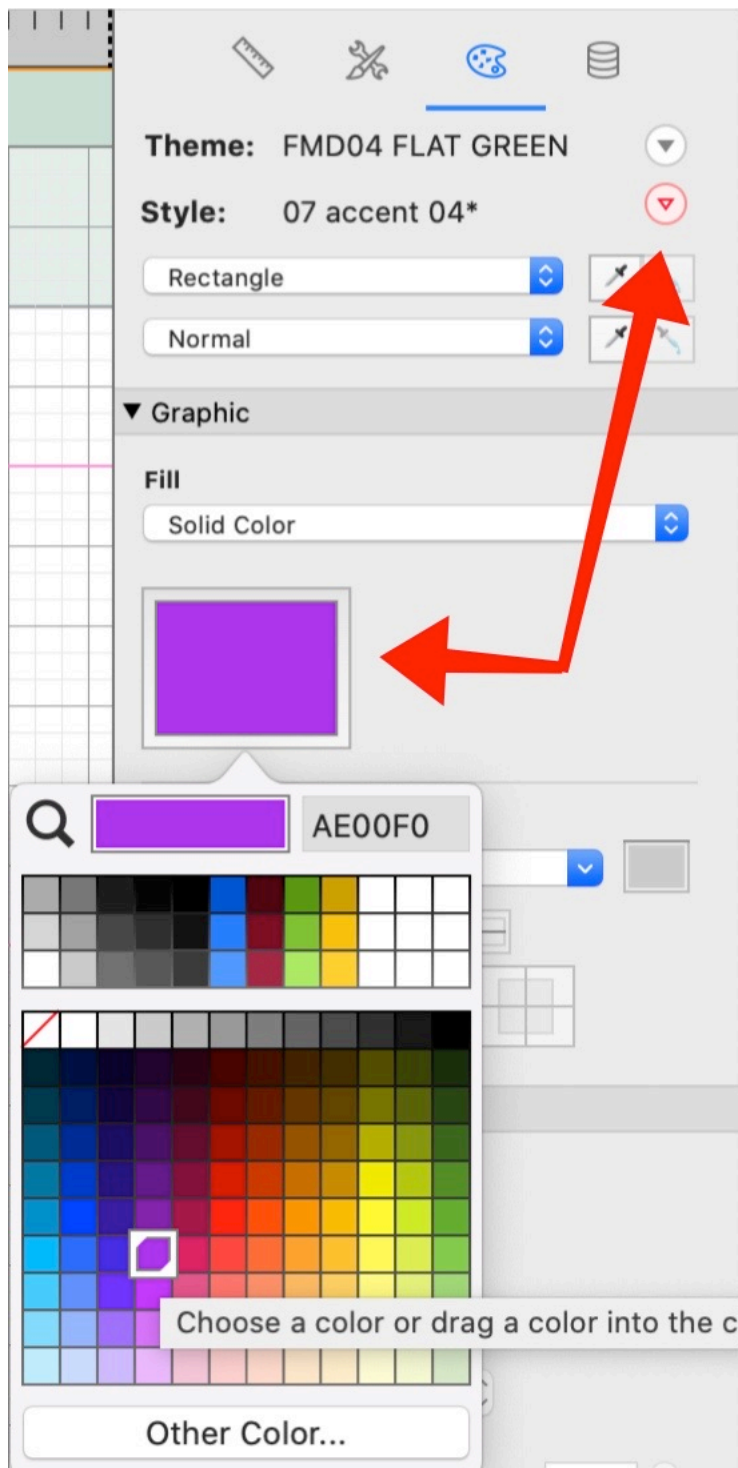 Theme: FMD04 FLAT GREEN
Style: 07 accent 04*
Rectangle
Normal
Graphic
Fill
Solid Color
AE00F0
Choose a color or drag a color into the c
Other Color...